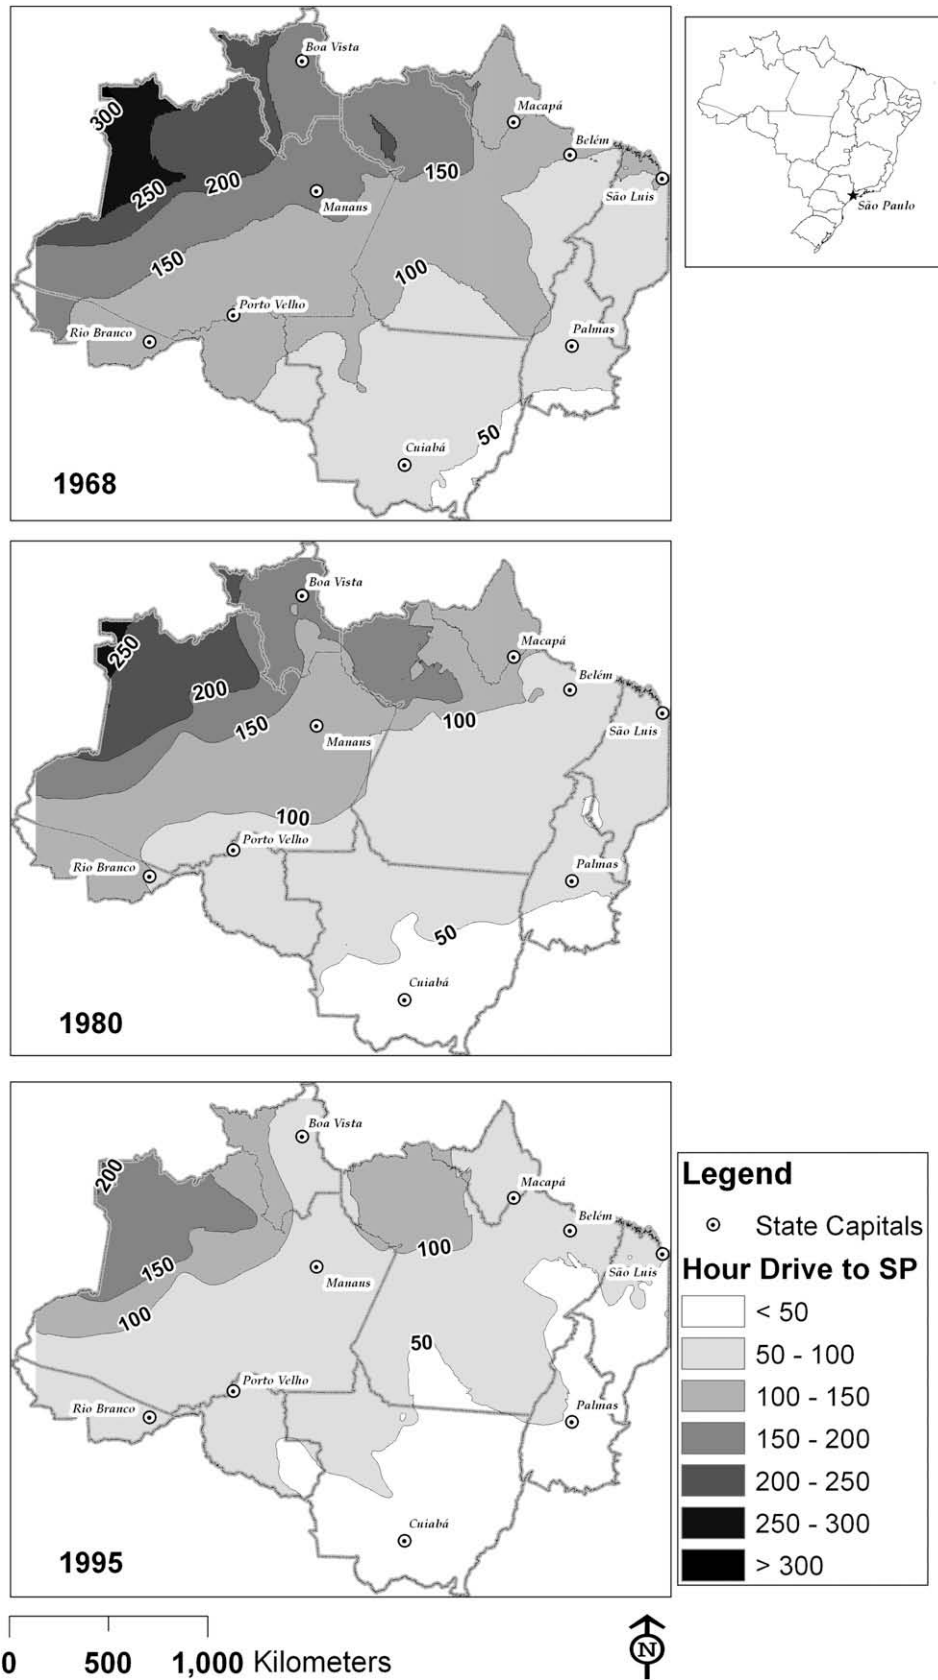 Boa Vista
300
Macapá
Belém
250
200
150
São Luis
Manaus
150
100
Porto Velho
Rio Branco
Palmas
50
Cuiabá
1968
São Paulo
Boa Vista
250
Macapá
200
Belém
150
100
São Luis
Manaus
100
Porto Velho
Rio Branco
Palmas
50
Cuiabá
1980
Boa Vista
200
Macapá
Belém
100
150
Manaus
São Luis
100
50
Porto Velho
Rio Branco
Palmas
Cuiabá
1995
Legend
State Capitals
Hour Drive to SP
< 50
50 - 100
100 - 150
150 - 200
200 - 250
250 - 300
> 300
0 500 1,000 Kilometers
N